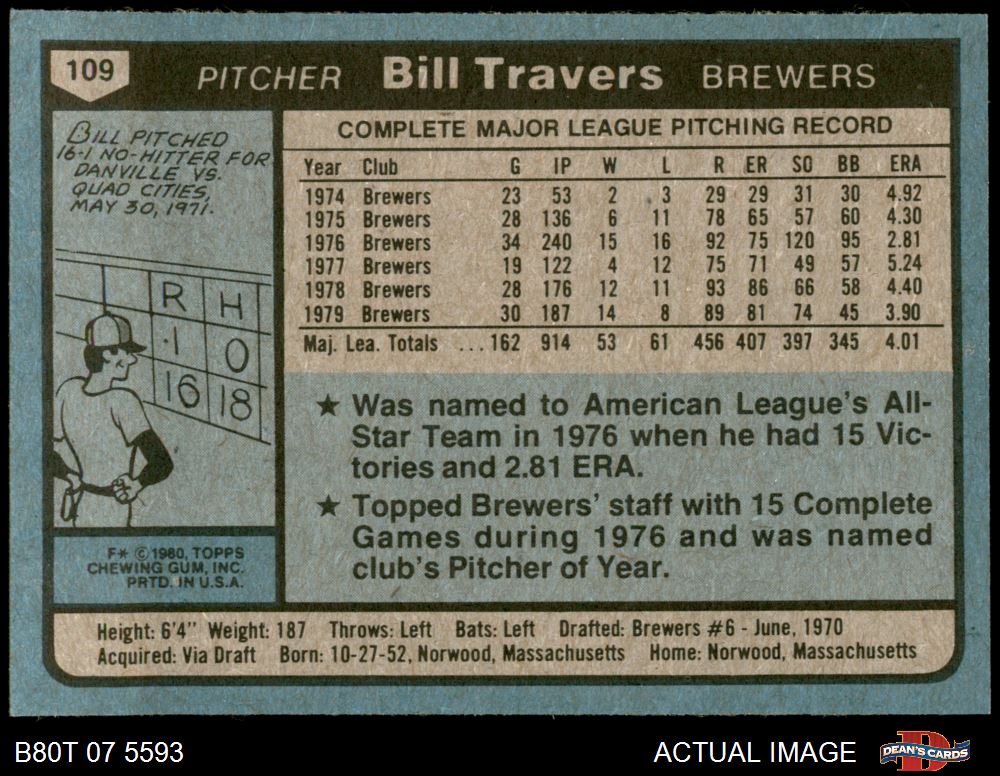 109 PITCHER Bill Travers BREWERS
BILL PITCHED
16-1 NO-HITTER FOR
DANVILLE VS.
QUAD CITIES,
MAY 30, 1971.
R H
1 0
16 18
COMPLETE MAJOR LEAGUE PITCHING RECORD
Year Club G IP W L R ER SO BB ERA
1974 Brewers 23 53 2 3 29 29 31 30 4.92
1975 Brewers 28 136 6 11 78 65 57 60 4.30
1976 Brewers 34 240 15 16 92 75 120 95 2.81
1977 Brewers 19 122 4 12 75 71 49 57 5.24
1978 Brewers 28 176 12 11 93 86 66 58 4.40
1979 Brewers 30 187 14 8 89 81 74 45 3.90
Maj. Lea. Totals ...162 914 53 61 456 407 397 345 4.01
★ Was named to American League's All-
Star Team in 1976 when he had 15 Vic-
tories and 2.81 ERA.
★ Topped Brewers' staff with 15 Complete
Games during 1976 and was named
club's Pitcher of Year.
F* © 1980, TOPPS
CHEWING GUM, INC.
PRTD. IN U.S.A.
Height: 6'4" Weight: 187 Throws: Left Bats: Left Drafted: Brewers #6 - June, 1970
Acquired: Via Draft Born: 10-27-52, Norwood, Massachusetts Home: Norwood, Massachusetts
B80T 07 5593 ACTUAL IMAGE DEAN'S CARDS